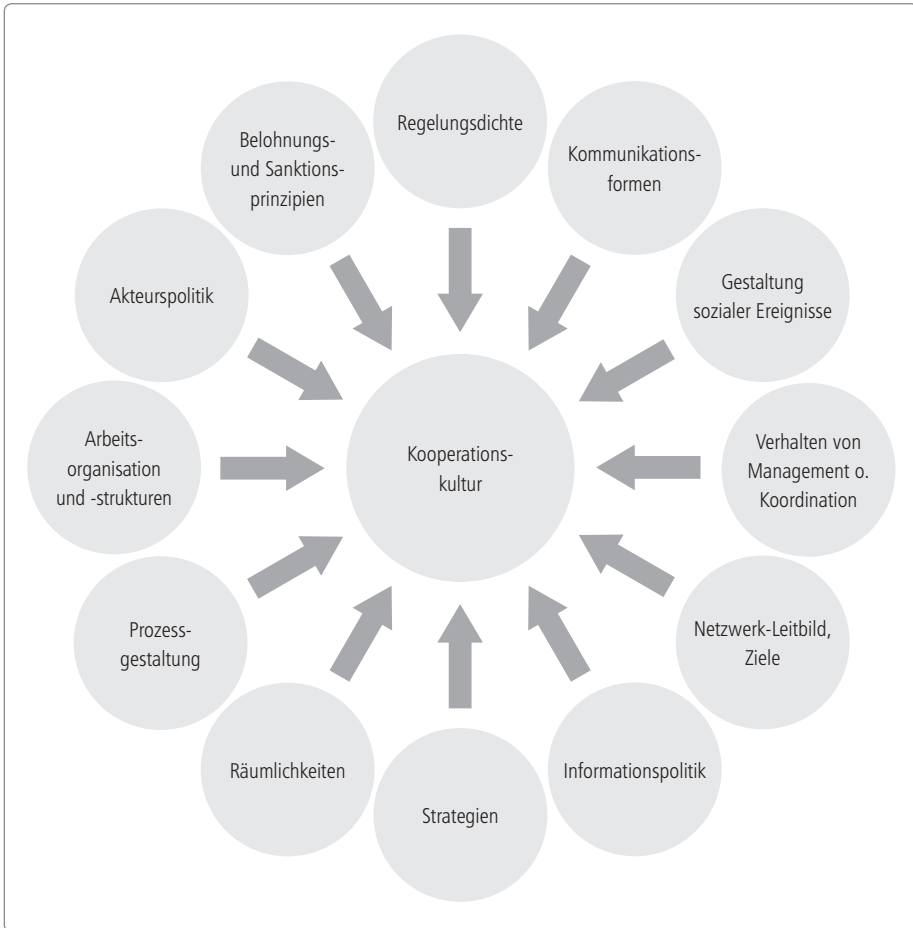 Regelungsdichte
Kommunikations-
formen
Gestaltung
sozialer Ereignisse
Verhalten von
Management o.
Koordination
Netzwerk-Leitbild,
Ziele
Informationspolitik
Strategien
Räumlichkeiten
Prozess-
gestaltung
Arbeits-
organisation
und -strukturen
Akteurspolitik
Belohnungs-
und Sanktions-
prinzipien
Kooperations-
kultur